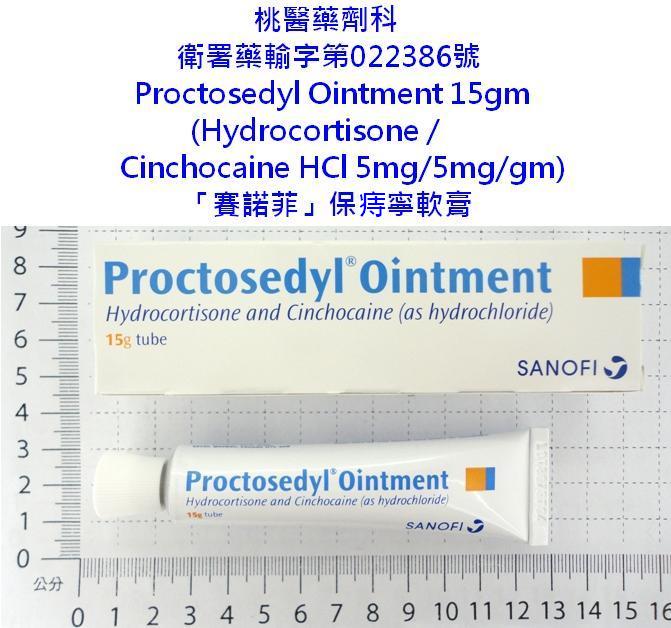 桃醫藥劑科
衛署藥輸字第022386號
Proctosedyl Ointment 15gm
(Hydrocortisone /
Cinchocaine HCl 5mg/5mg/gm)
「賽諾菲」保痔寧軟膏
Proctosedyl® Ointment
Hydrocortisone and Cinchocaine (as hydrochloride)
15g tube
SANOFI
Proctosedyl® Ointment
Hydrocortisone and Cinchocaine (as hydrochloride)
15g tube
SANOFI
9
8
7
6
5
4
3
2
1
0
公分
0 1 2 3 4 5 6 7 8 9 10 11 12 13 14 15 16